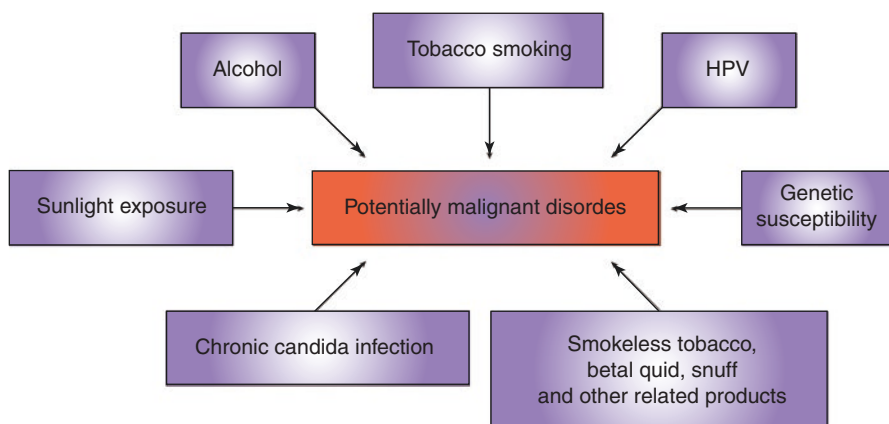 Tobacco smoking
Alcohol
HPV
Sunlight exposure
Potentially malignant disordes
Genetic
susceptibility
Chronic candida infection
Smokeless tobacco,
betal quid, snuff
and other related products